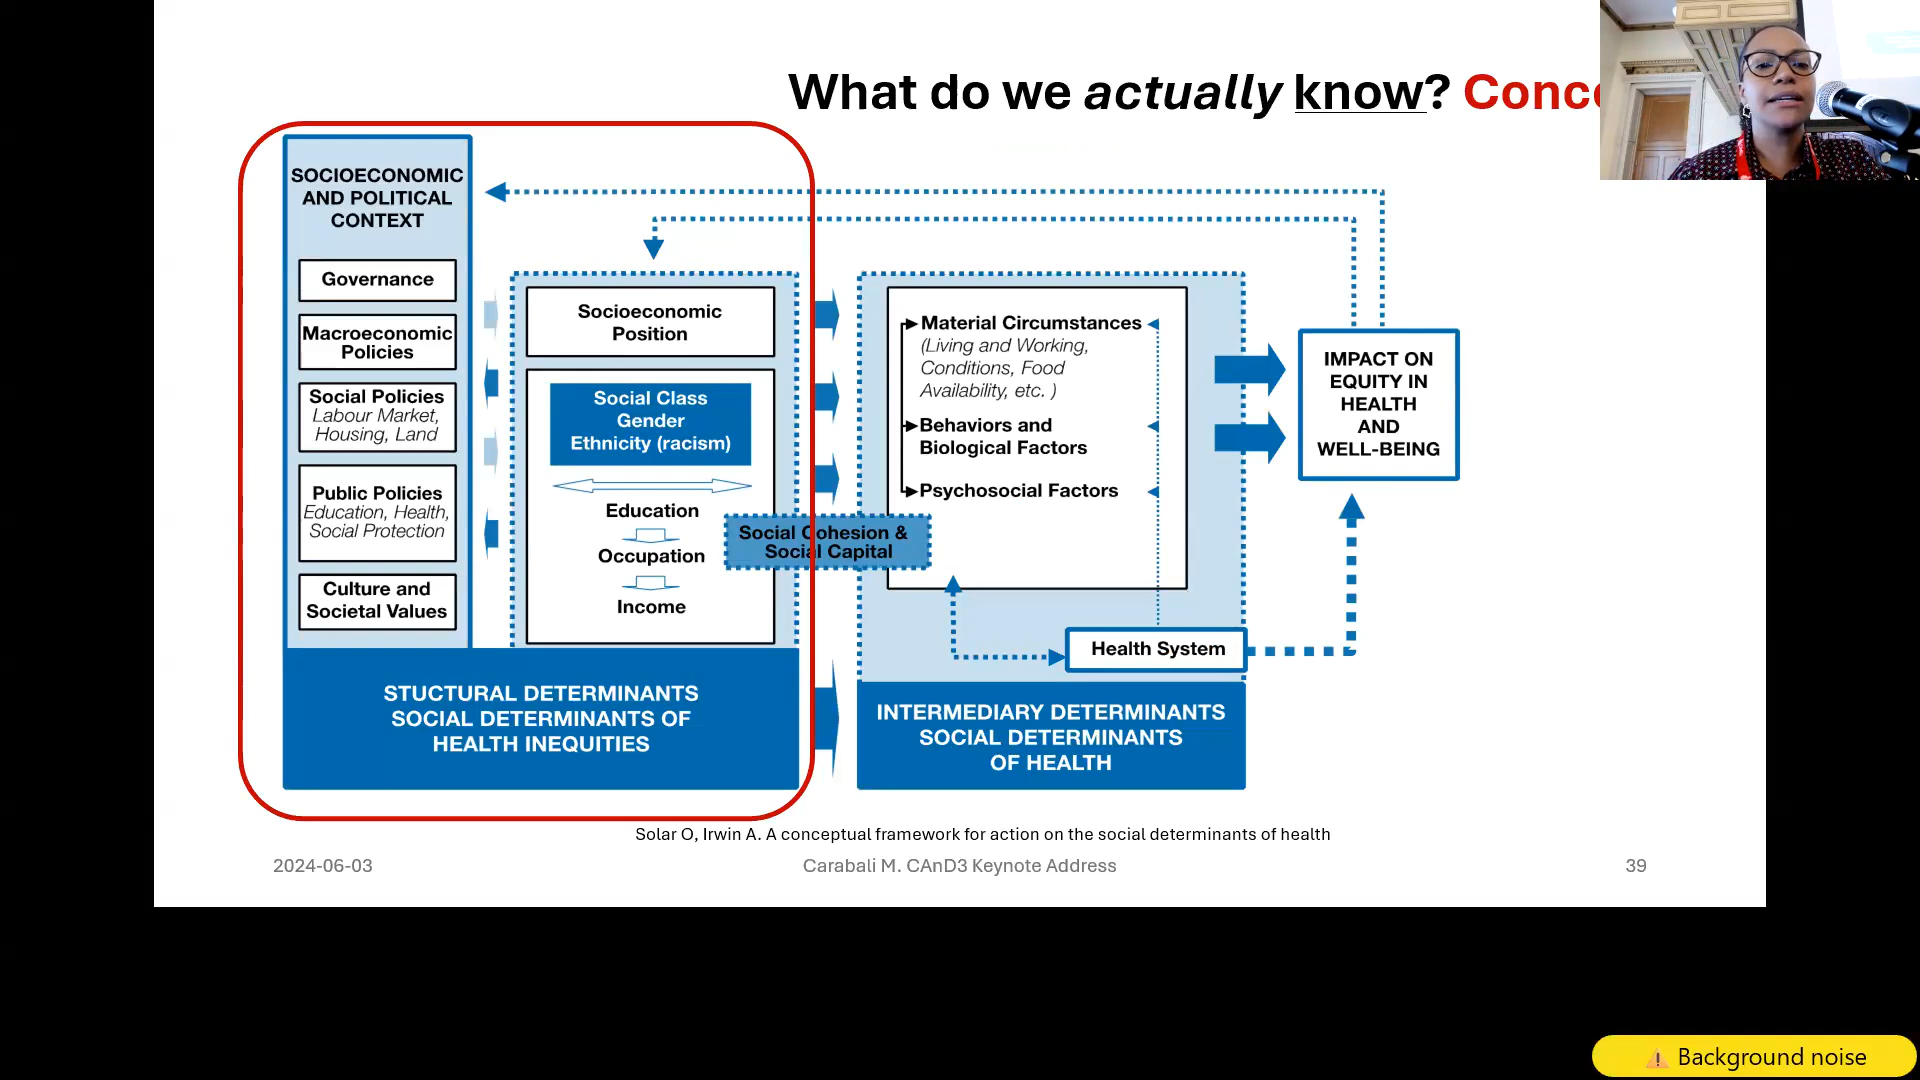 What do we actually know? Conc
SOCIOECONOMIC
AND POLITICAL
CONTEXT
Governance
Macroeconomic
Policies
Social Policies
Labour Market,
Housing, Land
Public Policies
Education, Health,
Social Protection
Culture and
Societal Values
Socioeconomic
Position
Social Class
Gender
Ethnicity (racism)
Education
Occupation
Income
STUCTURAL DETERMINANTS
SOCIAL DETERMINANTS OF
HEALTH INEQUITIES
Social Cohesion &
Social Capital
Material Circumstances
(Living and Working,
Conditions, Food
Availability, etc. )
Behaviors and
Biological Factors
Psychosocial Factors
Health System
INTERMEDIARY DETERMINANTS
SOCIAL DETERMINANTS
OF HEALTH
IMPACT ON
EQUITY IN
HEALTH
AND
WELL-BEING
Solar O, Irwin A. A conceptual framework for action on the social determinants of health
2024-06-03
Carabali M. CAnD3 Keynote Address
39
⚠ Background noise